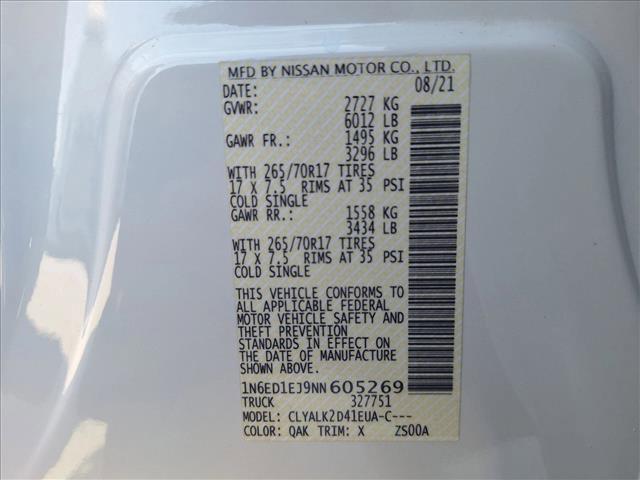 MFD BY NISSAN MOTOR CO., LTD.
DATE: 08/21
GVWR: 2727 KG
6012 LB
GAWR FR.: 1495 KG
3296 LB
WITH 265/70R17 TIRES
17 X 7.5 RIMS AT 35 PSI
COLD SINGLE
GAWR RR.: 1558 KG
3434 LB
WITH 265/70R17 TIRES
17 X 7.5 RIMS AT 35 PSI
COLD SINGLE
THIS VEHICLE CONFORMS TO
ALL APPLICABLE FEDERAL
MOTOR VEHICLE SAFETY AND
THEFT PREVENTION
STANDARDS IN EFFECT ON
THE DATE OF MANUFACTURE
SHOWN ABOVE.
1N6ED1EJ9NN605269
TRUCK 327751
MODEL: CLYALK2D41EUA-C---
COLOR: QAK TRIM: X ZS00A